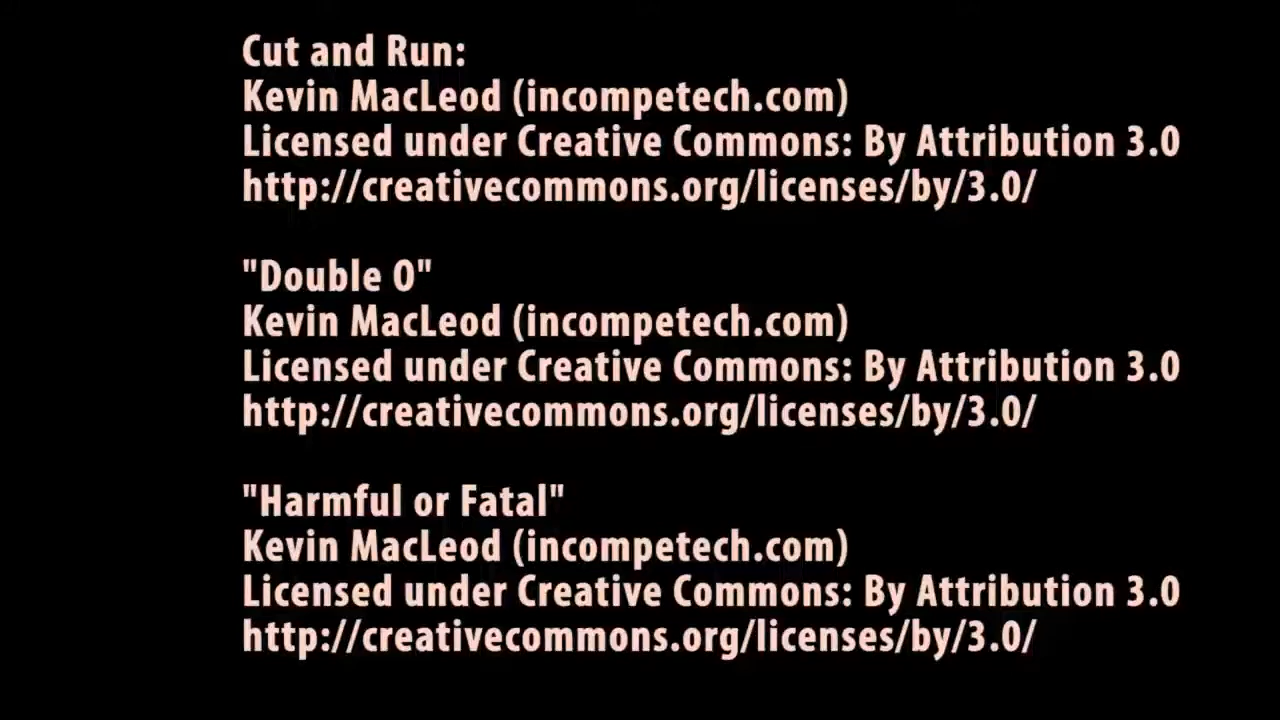 Cut and Run:
Kevin MacLeod (incompetech.com)
Licensed under Creative Commons: By Attribution 3.0
http://creativecommons.org/licenses/by/3.0/
"Double O"
Kevin MacLeod (incompetech.com)
Licensed under Creative Commons: By Attribution 3.0
http://creativecommons.org/licenses/by/3.0/
"Harmful or Fatal"
Kevin MacLeod (incompetech.com)
Licensed under Creative Commons: By Attribution 3.0
http://creativecommons.org/licenses/by/3.0/